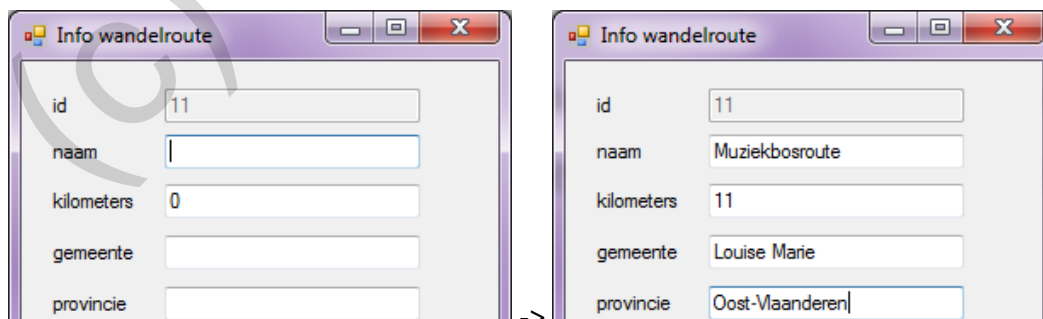 Info wandelroute
id 11
naam
kilometers 0
gemeente
provincie
->
Info wandelroute
id 11
naam Muziekbosroute
kilometers 11
gemeente Louise Marie
provincie Oost-Vlaanderen
(c)